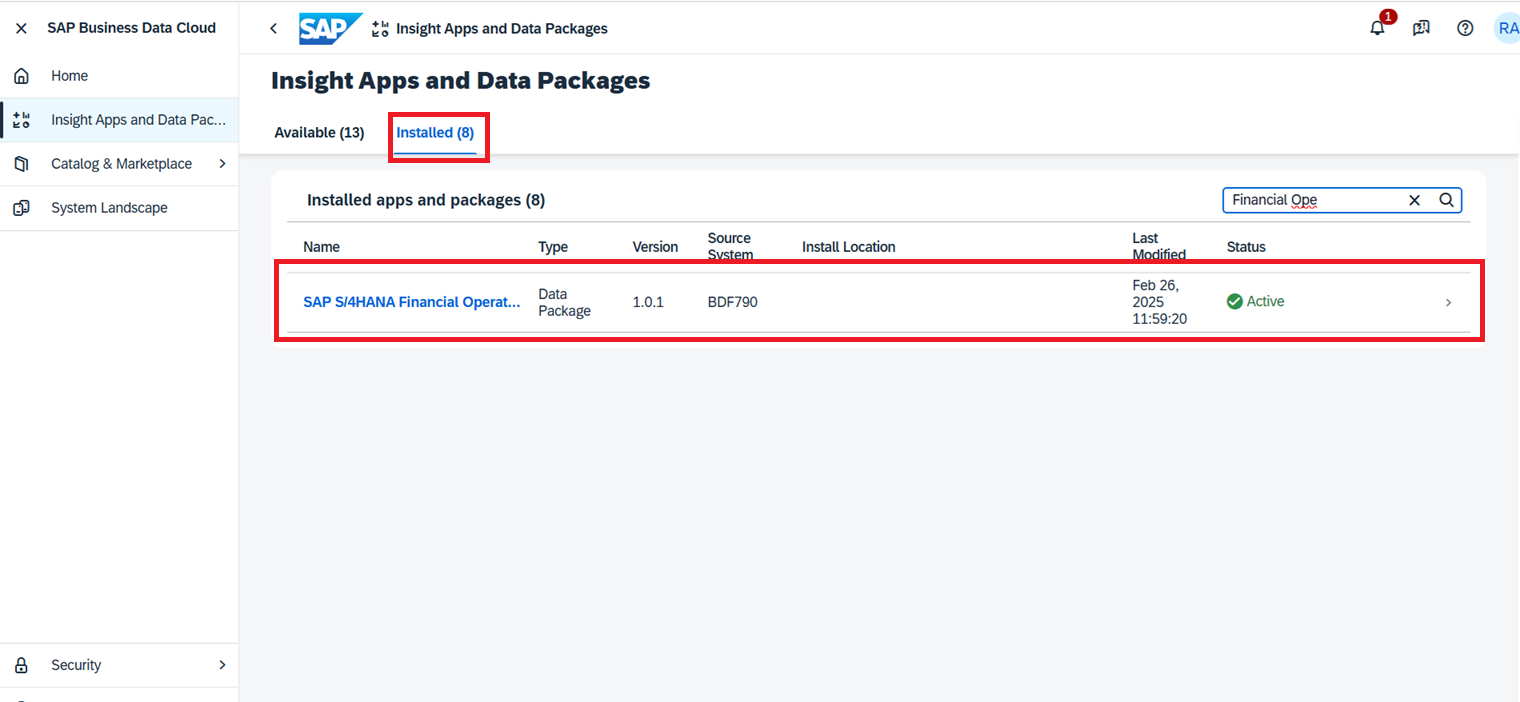 SAP Business Data Cloud
Home
Insight Apps and Data Pac...
Catalog & Marketplace
System Landscape
Security
SAP
Insight Apps and Data Packages
1
RA
Insight Apps and Data Packages
Available (13)
Installed (8)
Installed apps and packages (8)
Financial Ope
Name
Type
Version
Source
System
Install Location
Last
Modified
Status
SAP S/4HANA Financial Operat...
Data
Package
1.0.1
BDF790
Feb 26,
2025
11:59:20
Active